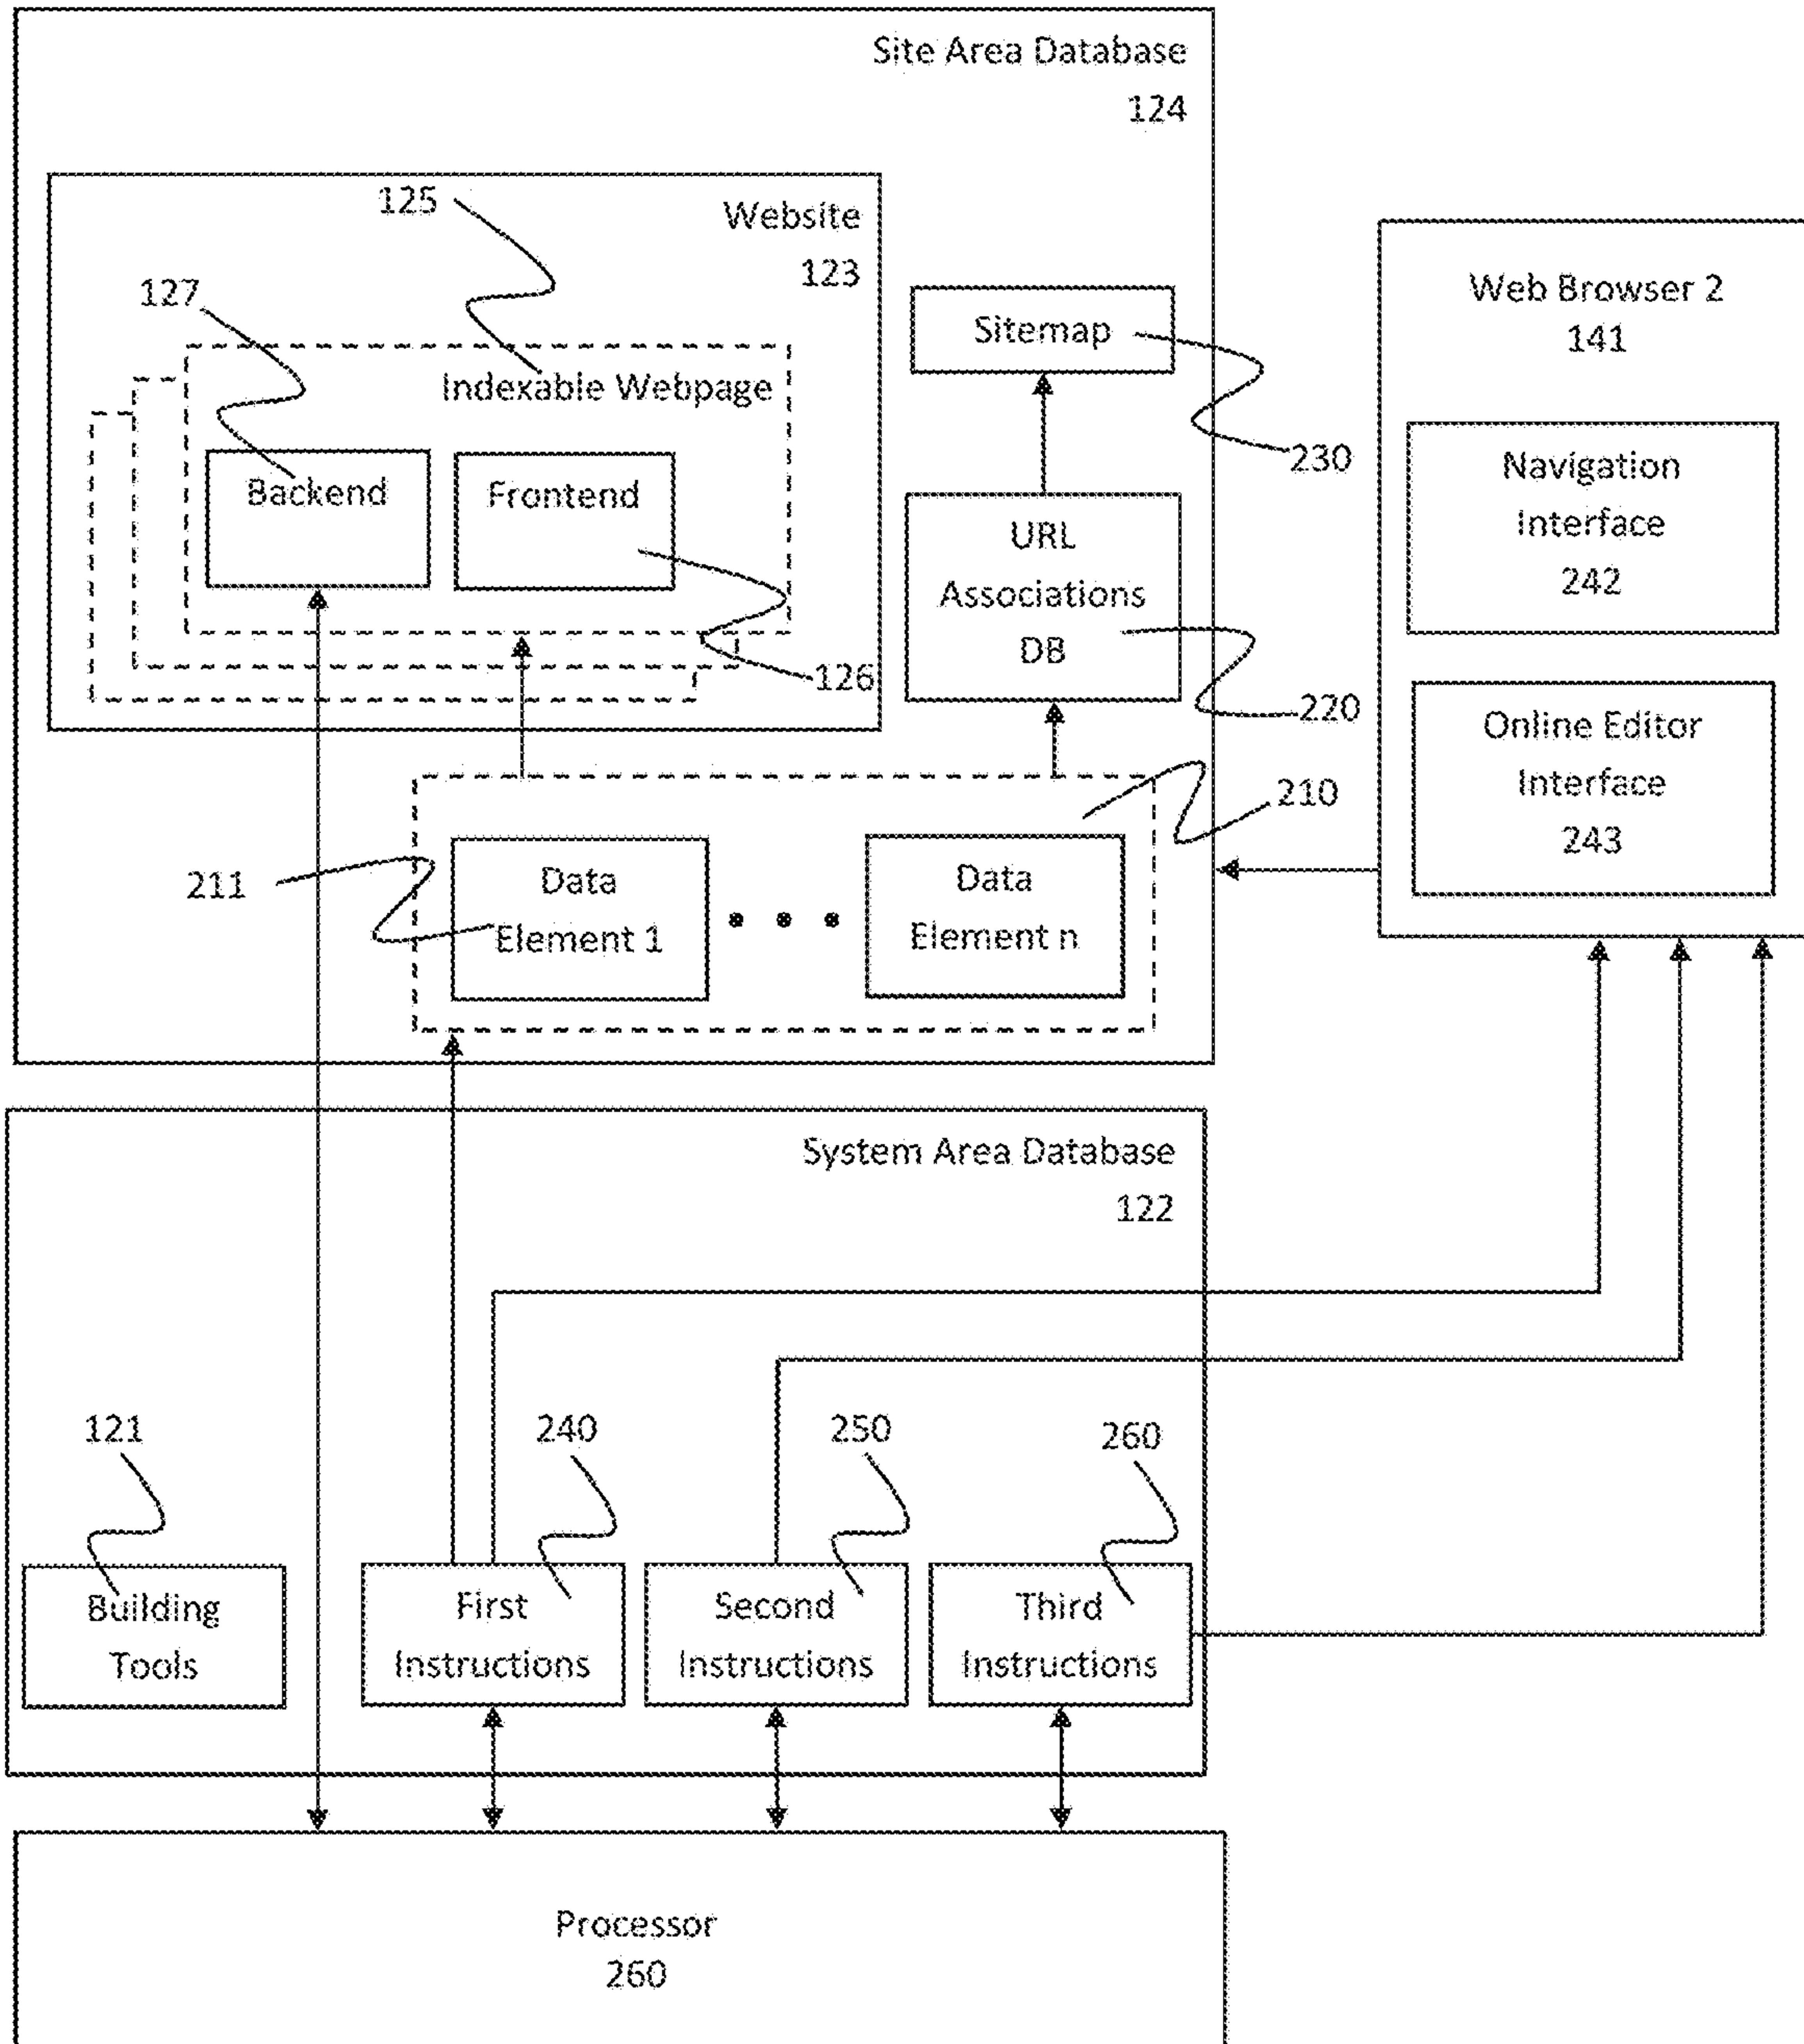 Site Area Database
124
Website
123
125
127
Indexable Webpage
Backend
Frontend
126
Sitemap
230
URL
Associations
DB
220
210
211
Data
Element 1
Data
Element n
Web Browser 2
141
Navigation
Interface
242
Online Editor
Interface
243
System Area Database
122
121
240
250
260
Building
Tools
First
Instructions
Second
Instructions
Third
Instructions
Processor
260